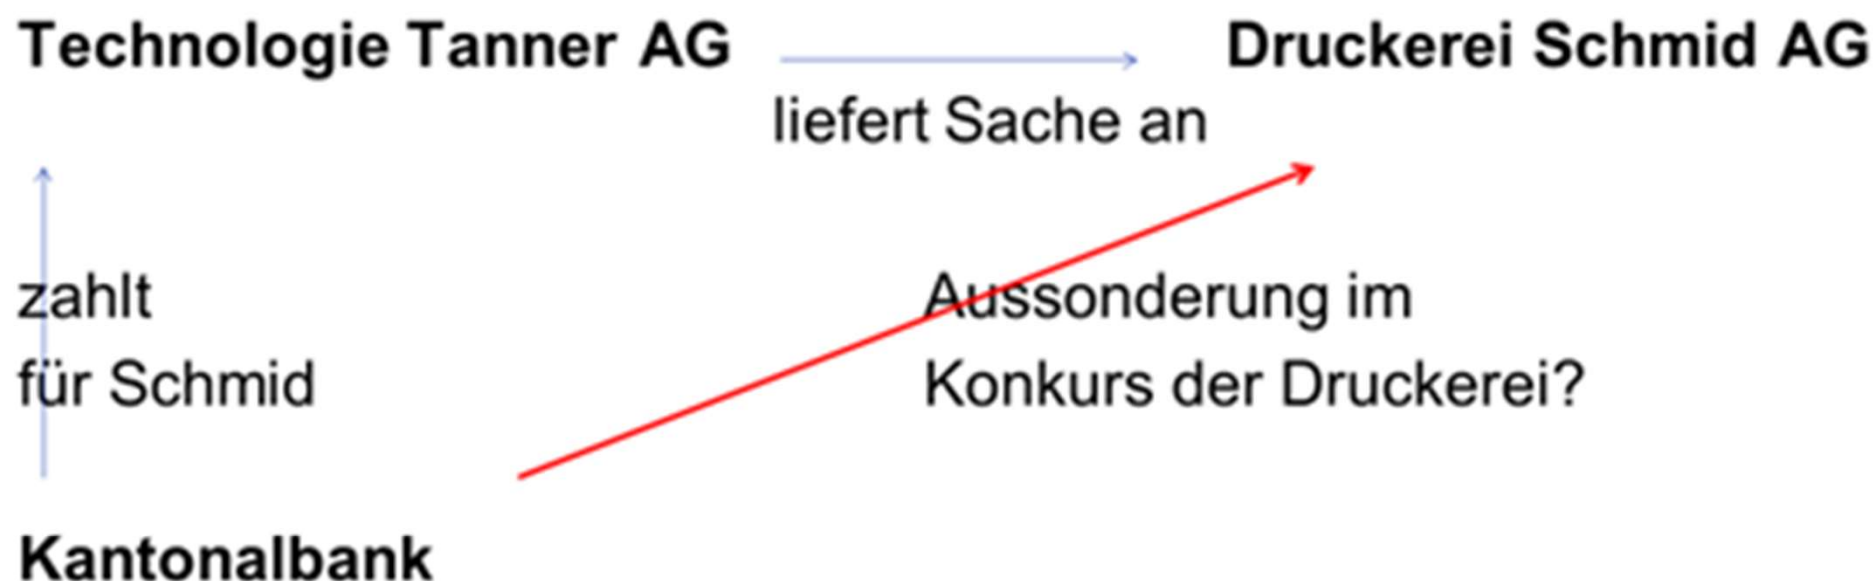 Technologie Tanner AG
Druckerei Schmid AG
liefert Sache an
zahlt
für Schmid
Aussonderung im
Konkurs der Druckerei?
Kantonalbank